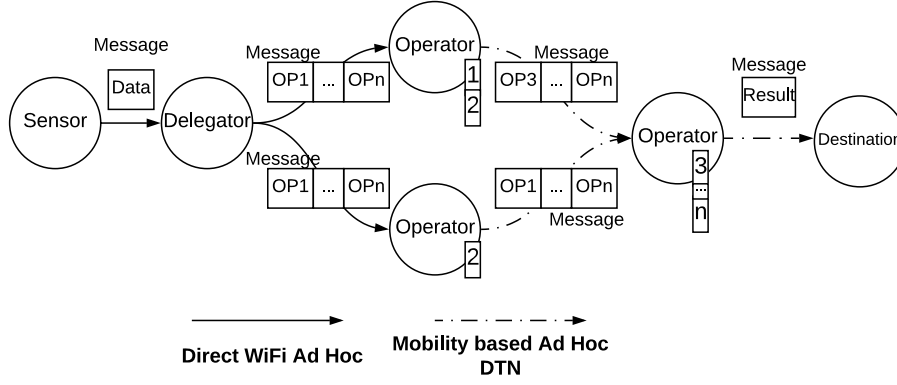 Message
Data
Sensor
Delegator
Message
OP1 ... OPn
Message
OP1 ... OPn
Operator
1
2
Operator
2
Message
OP3 ... OPn
OP1 ... OPn
Message
Operator
3
...
n
Message
Result
Destination
Direct WiFi Ad Hoc
Mobility based Ad Hoc
DTN